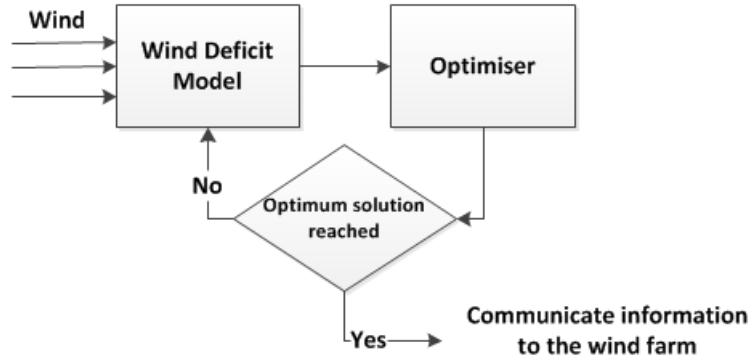 Wind
Wind Deficit
Model
Optimiser
No
Optimum solution
reached
Yes
Communicate information
to the wind farm